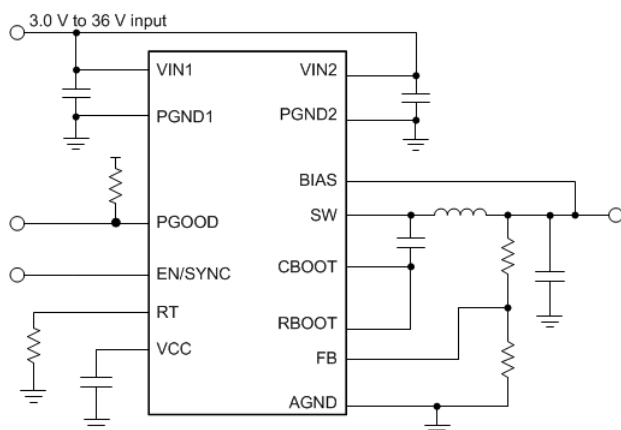 3.0 V to 36 V input
VIN1
VIN2
PGND1
PGND2
BIAS
PGOOD
SW
EN/SYNC
CBOOT
RT
RBOOT
VCC
FB
AGND